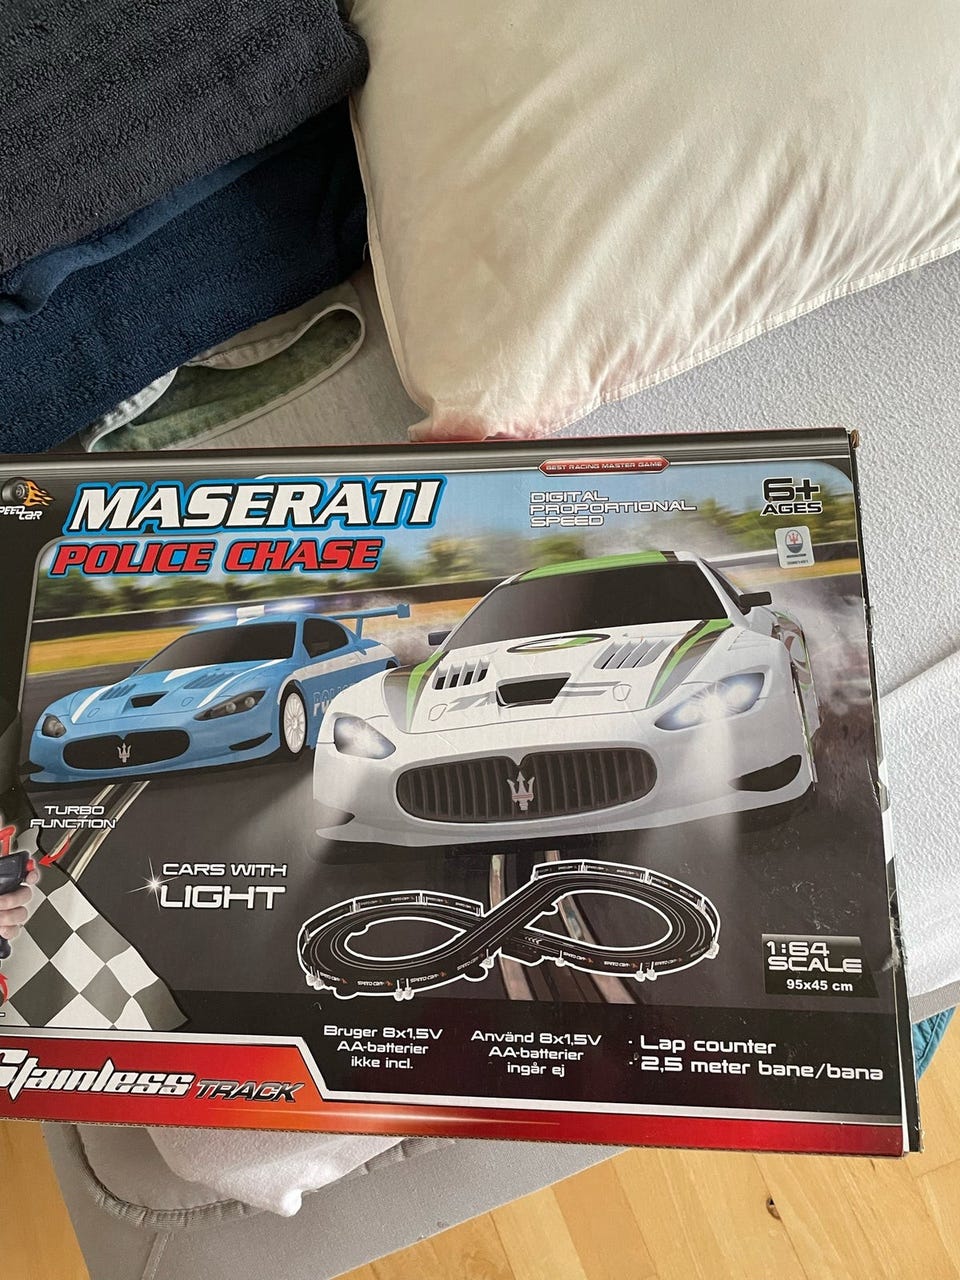 BEST RACING MASTER GAME
SPEED
CAR
MASERATI
POLICE CHASE
DIGITAL
PROPORTIONAL
SPEED
6+
AGES
TURBO
FUNCTION
CARS WITH
LIGHT
1:64
SCALE
95x45 cm
Bruger 8x1,5V
AA-batterier
ikke incl.
Använd 8x1,5V
AA-batterier
ingår ej
· Lap counter
· 2,5 meter bane/bana
Stainless TRACK